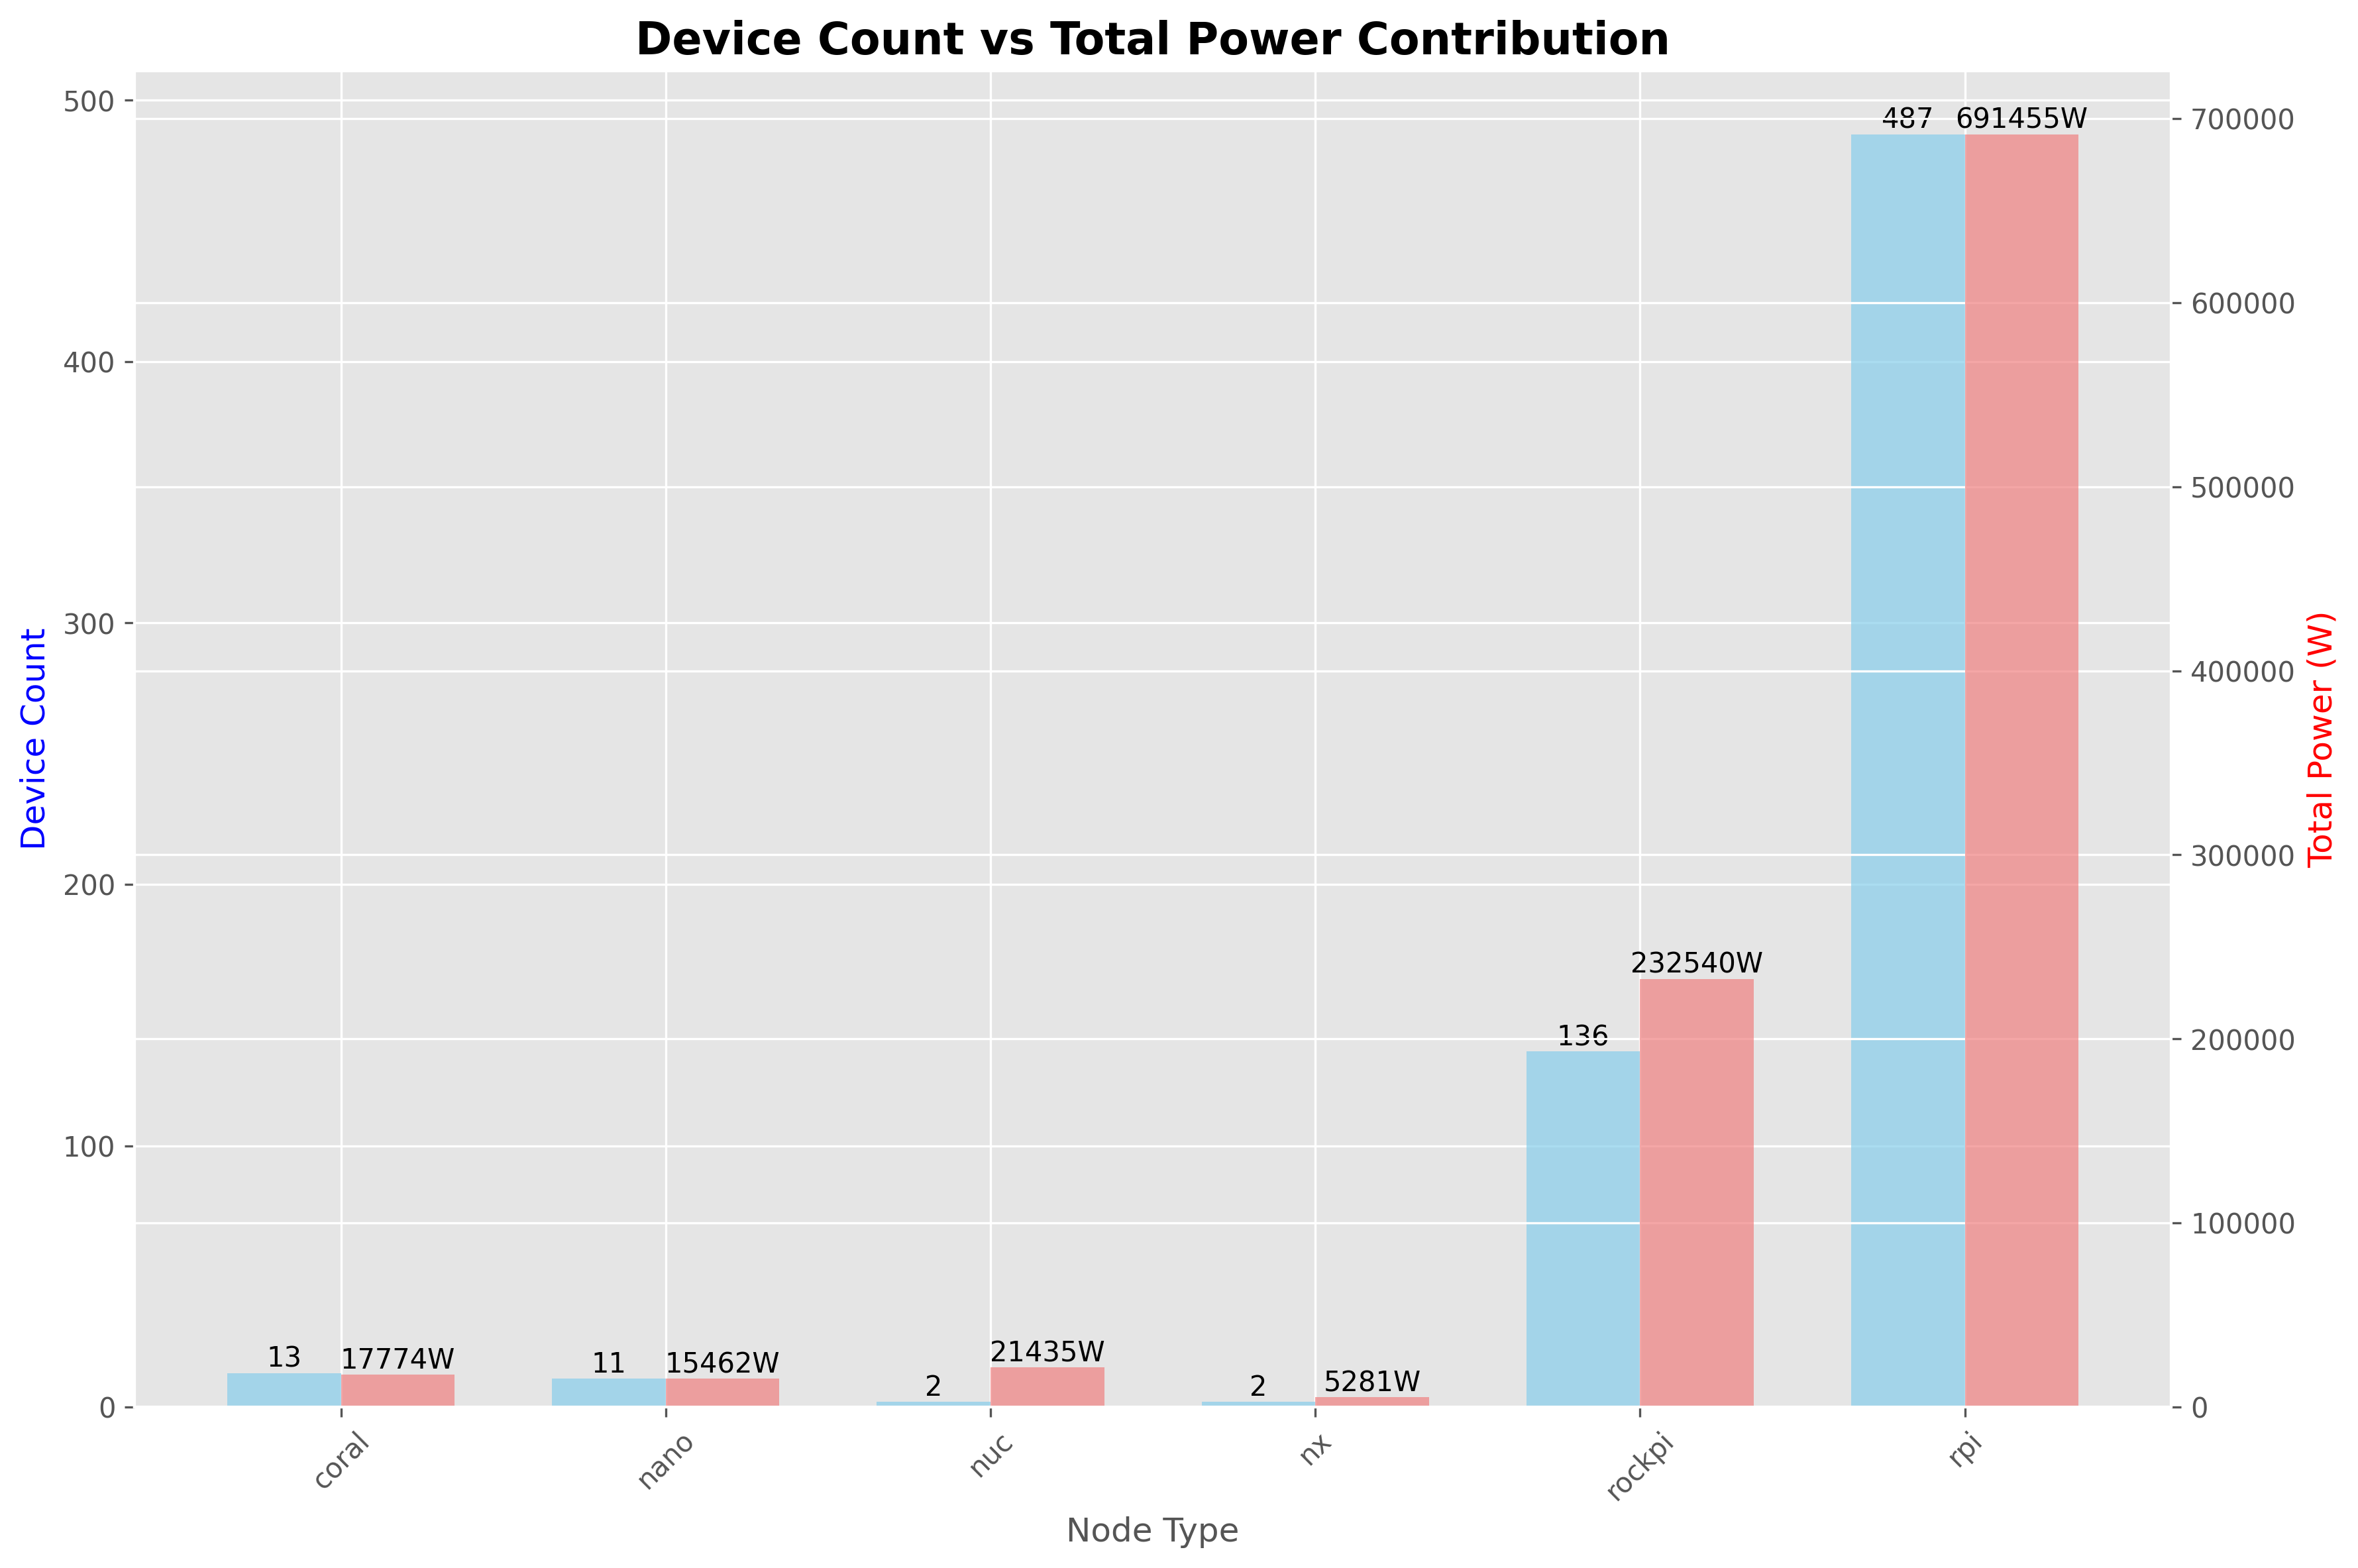 Device Count vs Total Power Contribution
500
400
300
200
100
0
Device Count
700000
600000
500000
400000
300000
200000
100000
0
Total Power (W)
13
17774W
11
15462W
2
21435W
2
5281W
136
232540W
487
691455W
coral
nano
nuc
nx
rockpi
rpi
Node Type